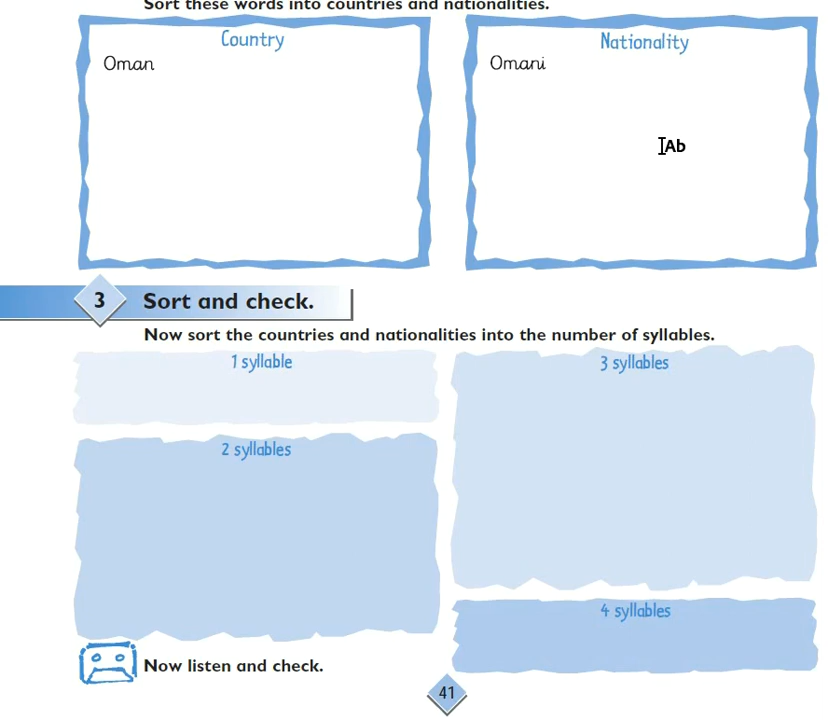 Sort these words into countries and nationalities.
Country
Oman
Nationality
Omani
Ab
3 Sort and check.
Now sort the countries and nationalities into the number of syllables.
1 syllable
3 syllables
2 syllables
4 syllables
Now listen and check.
41